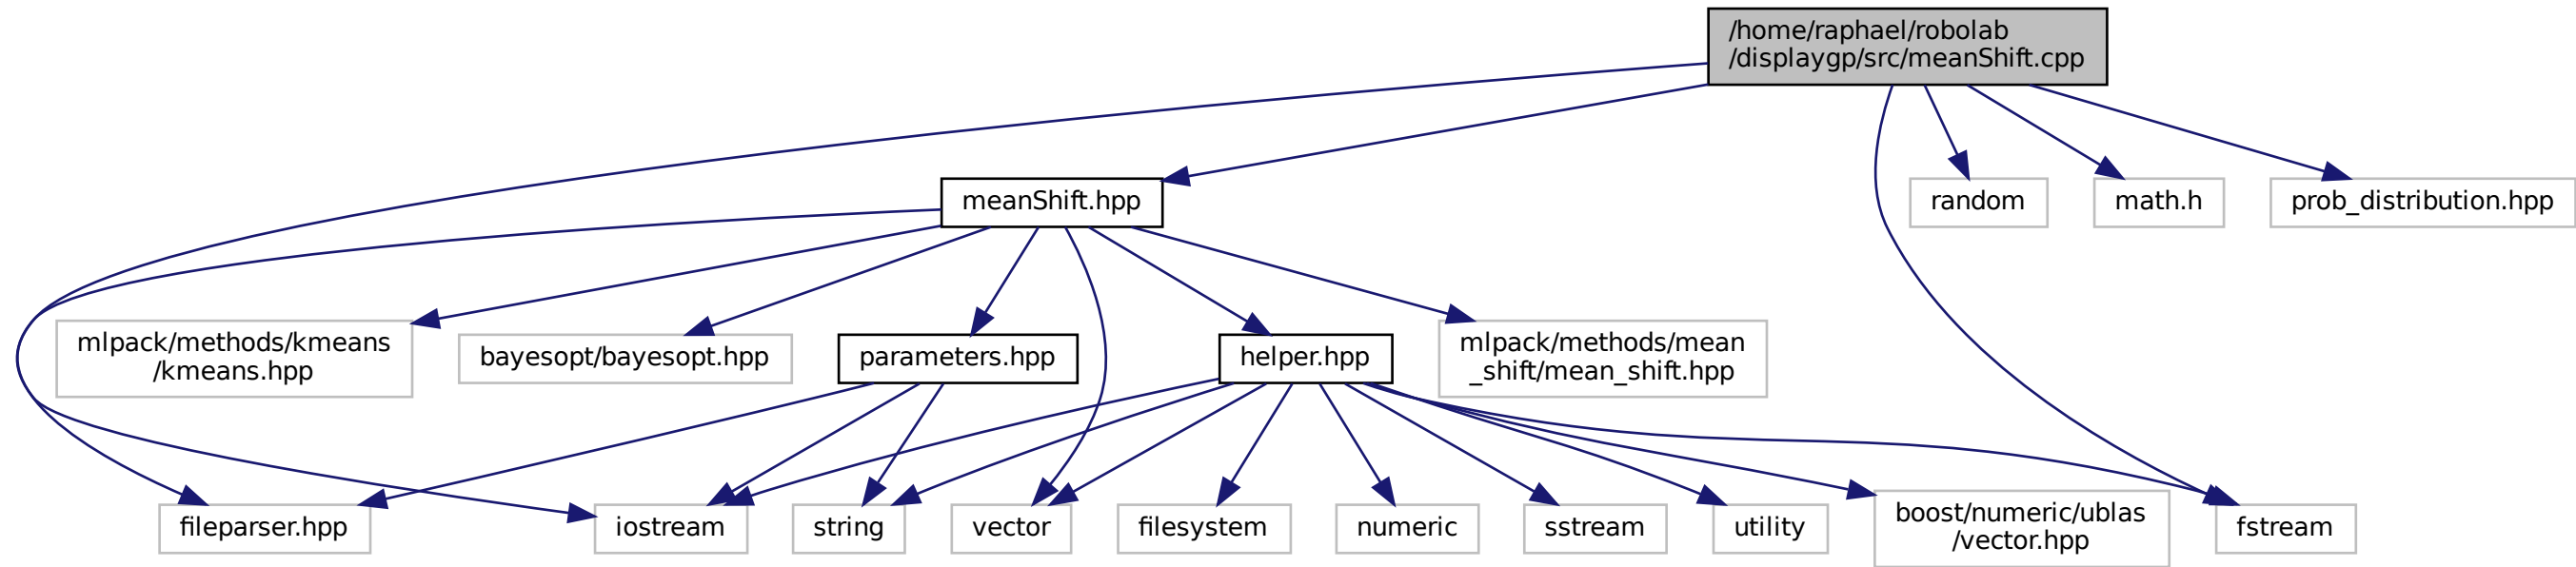 /home/raphael/robolab
/displaygp/src/meanShift.cpp
meanShift.hpp
random
math.h
prob_distribution.hpp
mlpack/methods/kmeans
/kmeans.hpp
bayesopt/bayesopt.hpp
parameters.hpp
helper.hpp
mlpack/methods/mean
_shift/mean_shift.hpp
fileparser.hpp
iostream
string
vector
filesystem
numeric
sstream
utility
boost/numeric/ublas
/vector.hpp
fstream